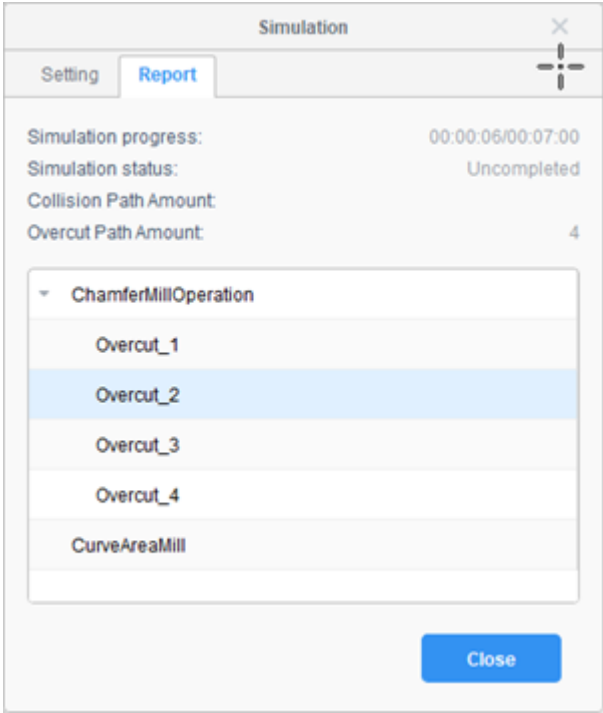 Simulation
Setting Report
Simulation progress: 00:00:06/00:07:00
Simulation status: Uncompleted
Collision Path Amount:
Overcut Path Amount: 4
ChamferMillOperation
Overcut_1
Overcut_2
Overcut_3
Overcut_4
CurveAreaMill
Close